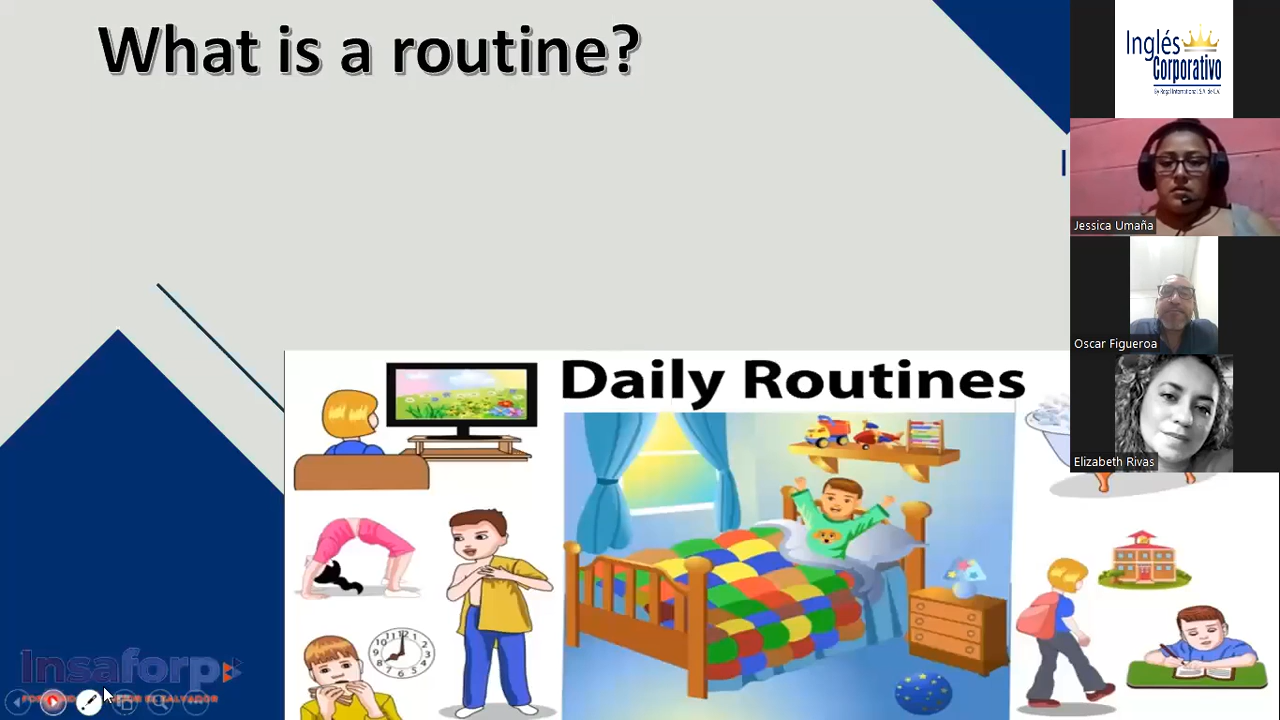 What is a routine?
Daily Routines
Inglés
Corporativo
Jessica Umaña
Oscar Figueroa
Elizabeth Rivas
Insaforp